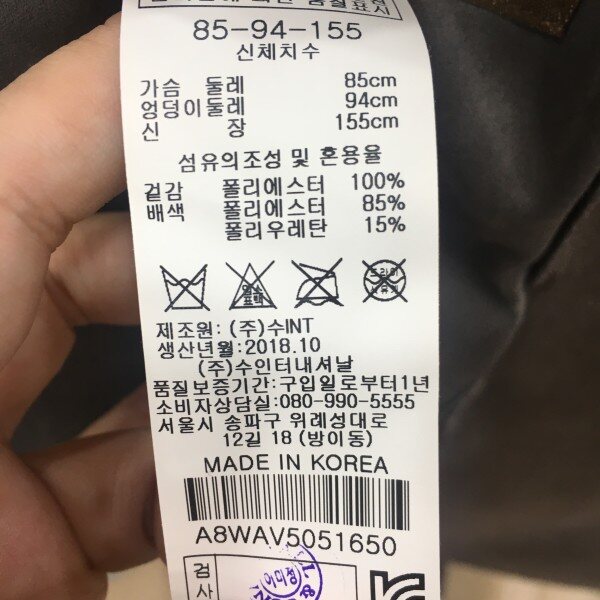 85-94-155
신체치수
가슴 둘레 85cm
엉덩이둘레 94cm
신 장 155cm
섬유의조성 및 혼용율
겉감 폴리에스터 100%
배색 폴리에스터 85%
폴리우레탄 15%
제조원: (주)수INT
생산년월:2018.10
(주)수인터내셔날
품질보증기간:구입일로부터1년
소비자상담실:080-990-5555
서울시 송파구 위례성대로
12길 18 (방이동)
MADE IN KOREA
A8WAV5051650
검
사
이미정